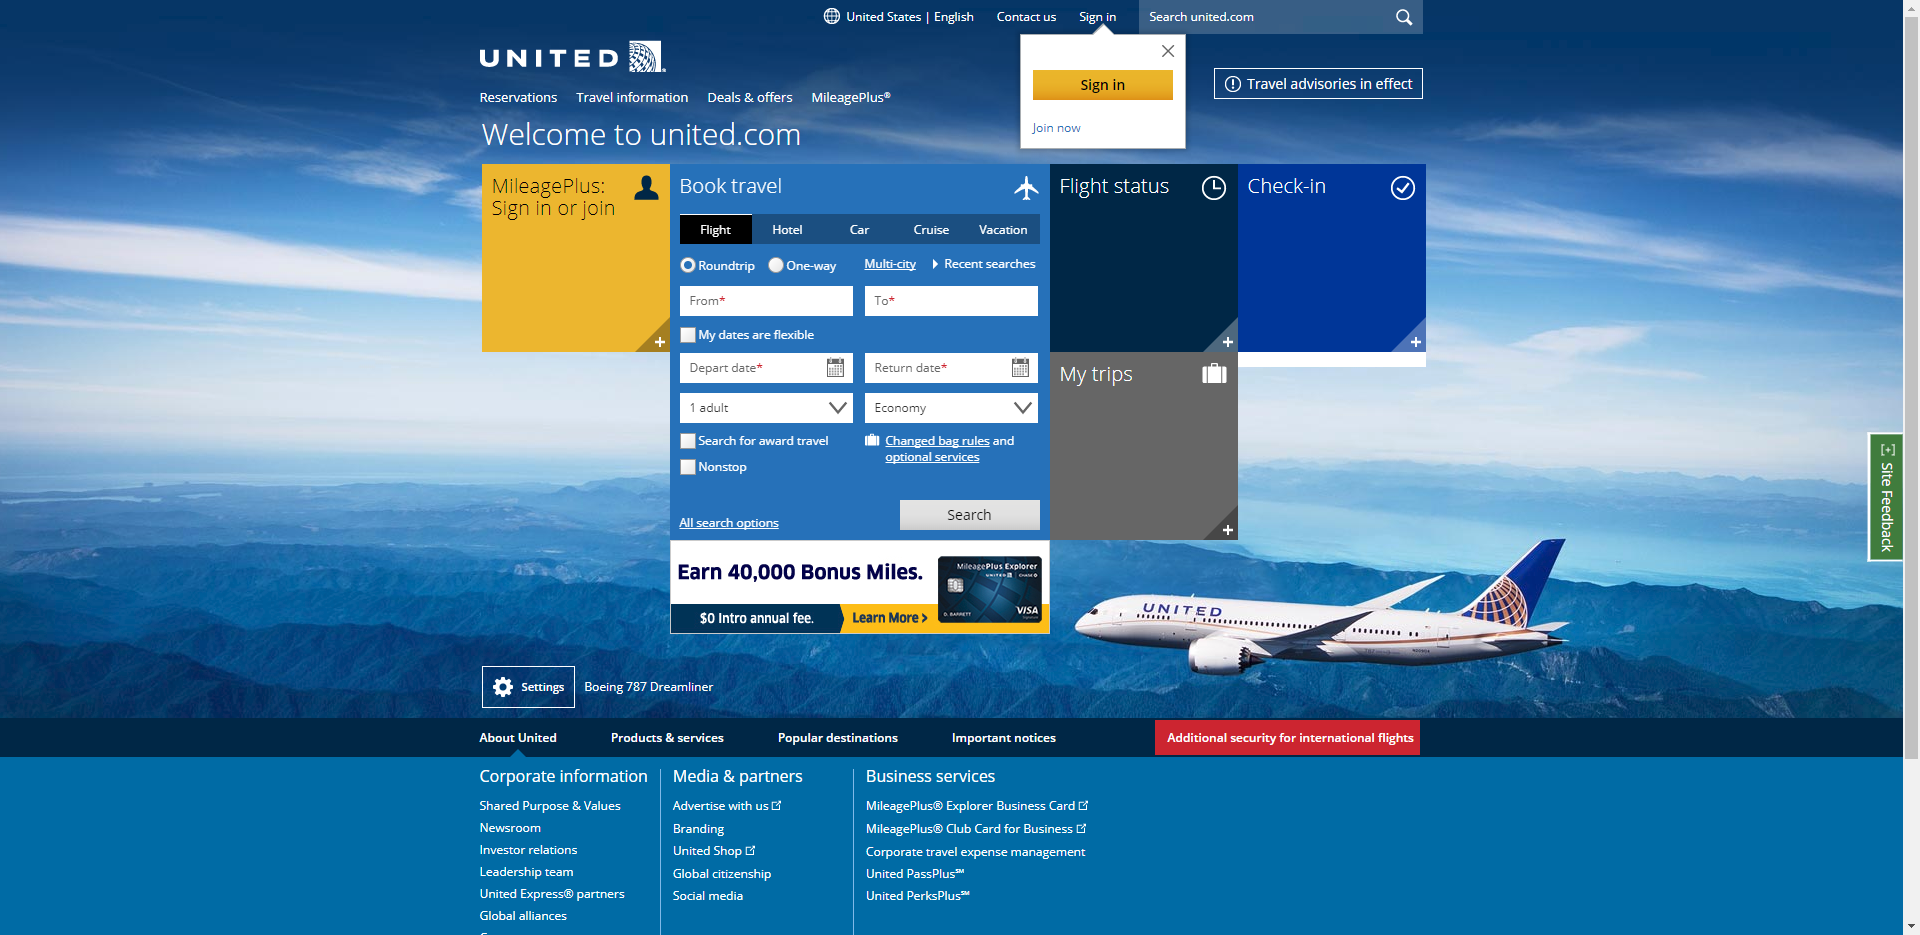 United States | English
Contact us
Sign in
Search united.com
UNITED
Sign in
Join now
Travel advisories in effect
Reservations
Travel information
Deals & offers
MileagePlus®
Welcome to united.com
MileagePlus:
Sign in or join
Book travel
Flight
Hotel
Car
Cruise
Vacation
Roundtrip
One-way
Multi-city
Recent searches
From*
To*
My dates are flexible
Depart date*
Return date*
1 adult
Economy
Search for award travel
Changed bag rules and
optional services
Nonstop
All search options
Search
Flight status
Check-in
My trips
Site Feedback
Earn 40,000 Bonus Miles.
$0 Intro annual fee.
Learn More >
MileagePlus Explorer
UNITED
CHASE
D. BARRETT
VISA
UNITED
Settings
Boeing 787 Dreamliner
About United
Products & services
Popular destinations
Important notices
Additional security for international flights
Corporate information
Shared Purpose & Values
Newsroom
Investor relations
Leadership team
United Express® partners
Global alliances
Media & partners
Advertise with us
Branding
United Shop
Global citizenship
Social media
Business services
MileagePlus® Explorer Business Card
MileagePlus® Club Card for Business
Corporate travel expense management
United PassPlus℠
United PerksPlus℠